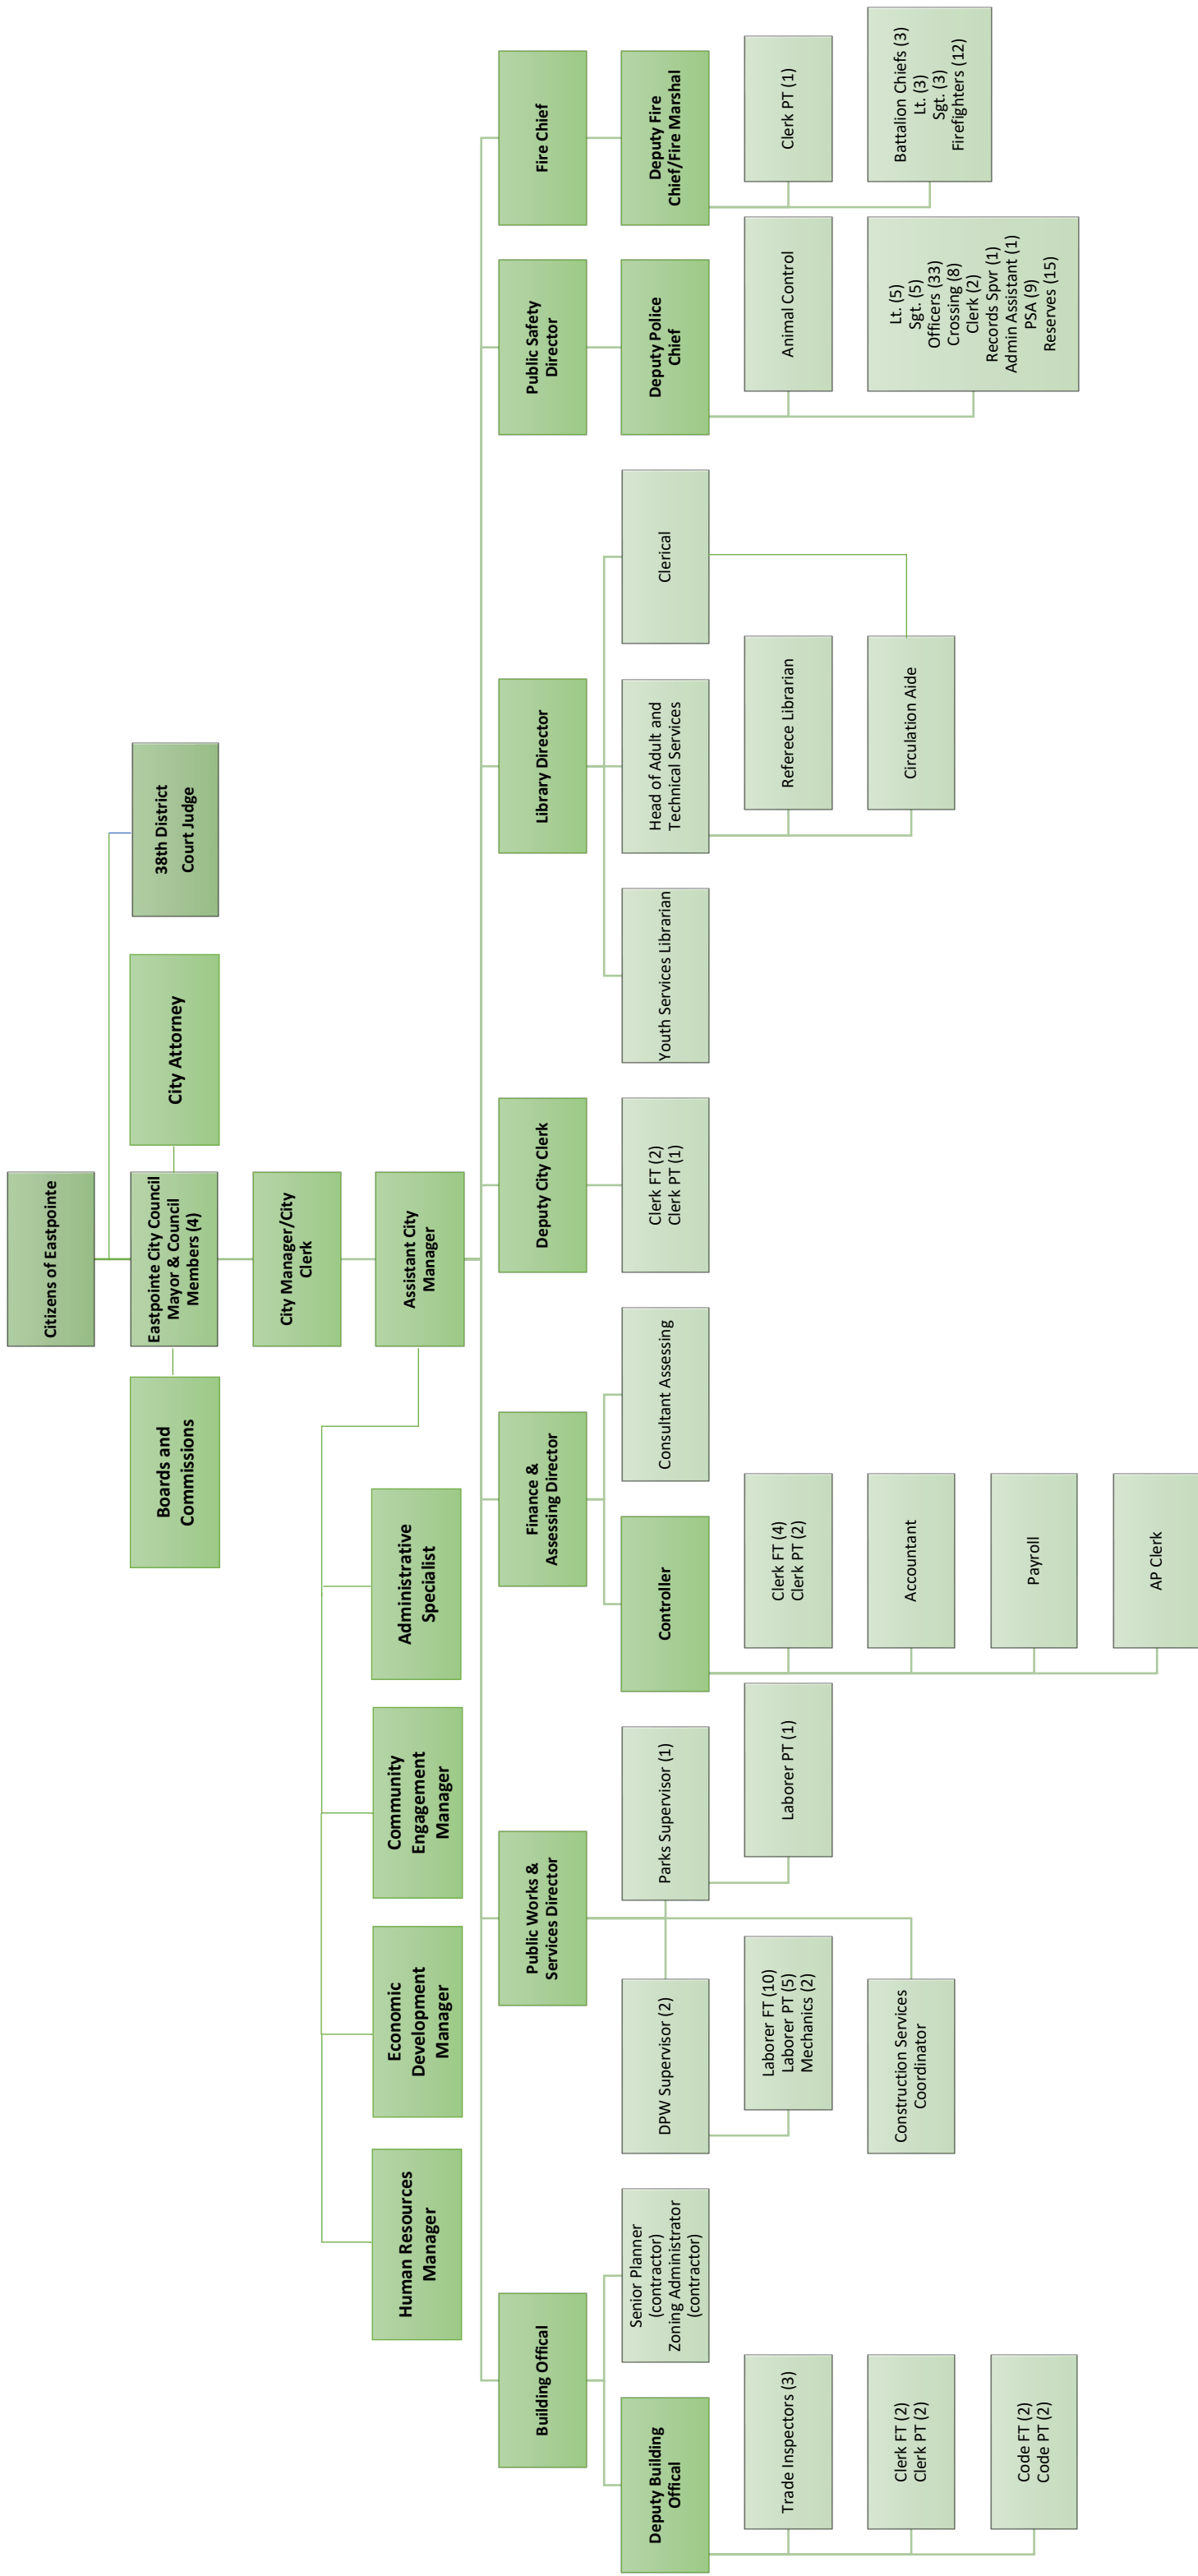 Citizens of Eastpointe
Boards and
Commissions
Eastpointe City Council
Mayor & Council
Members (4)
City Attorney
38th District
Court Judge
City Manager/City
Clerk
Human Resources
Manager
Economic
Development
Manager
Community
Engagement
Manager
Administrative
Specialist
Assistant City
Manager
Building Offical
Public Works &
Services Director
Finance &
Assessing Director
Deputy City Clerk
Library Director
Public Safety
Director
Fire Chief
Deputy Building
Offical
Senior Planner
(contractor)
Zoning Administrator
(contractor)
DPW Supervisor (2)
Parks Supervisor (1)
Controller
Consultant Assessing
Clerk FT (2)
Clerk PT (1)
Youth Services Librarian
Head of Adult and
Technical Services
Clerical
Deputy Police
Chief
Deputy Fire
Chief/Fire Marshal
Trade Inspectors (3)
Laborer FT (10)
Laborer PT (5)
Mechanics (2)
Laborer PT (1)
Clerk FT (4)
Clerk PT (2)
Referece Librarian
Animal Control
Clerk PT (1)
Clerk FT (2)
Clerk PT (2)
Construction Services
Coordinator
Accountant
Circulation Aide
Lt. (5)
Sgt. (5)
Officers (33)
Crossing (8)
Clerk (2)
Records Spvr (1)
Admin Assistant (1)
PSA (9)
Reserves (15)
Battalion Chiefs (3)
Lt. (3)
Sgt. (3)
Firefighters (12)
Code FT (2)
Code PT (2)
Payroll
AP Clerk